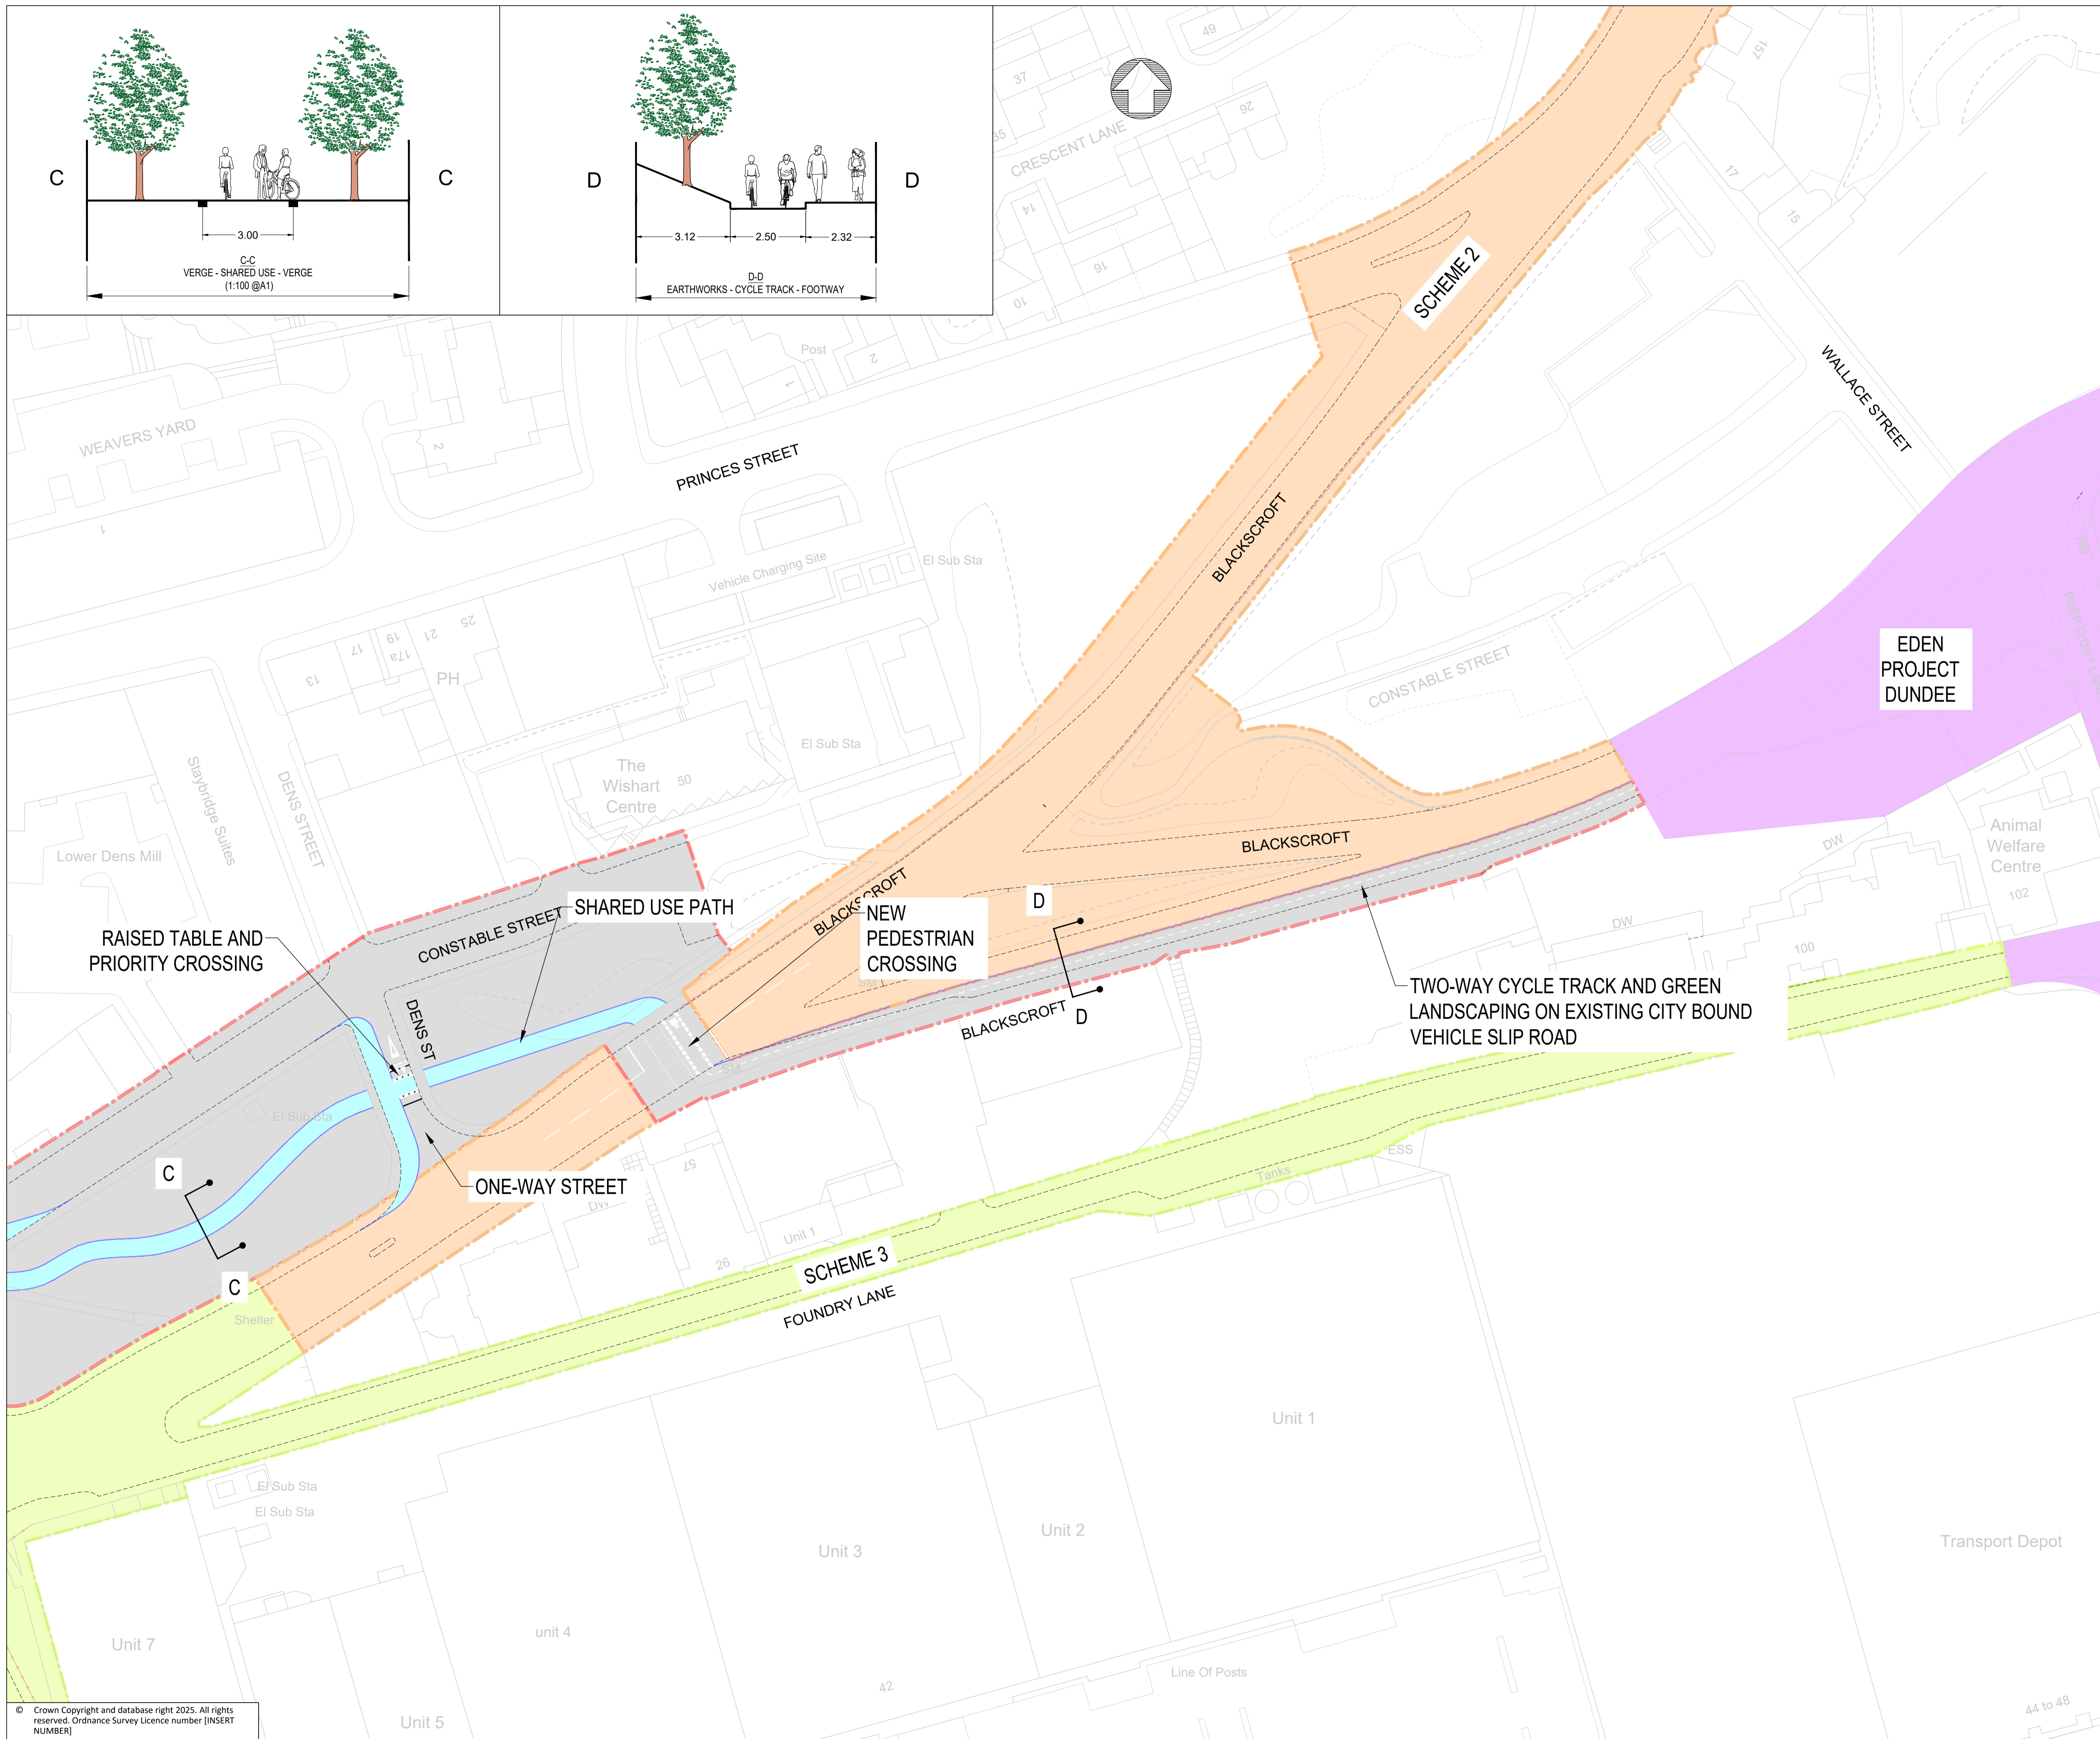 C
C
3.00
C-C
VERGE - SHARED USE - VERGE
(1:100 @A1)
D
D
3.12
2.50
2.32
D-D
EARTHWORKS - CYCLE TRACK - FOOTWAY
49
37
35
26
CRESCENT LANE
14
16
10
157
17
15
SCHEME 2
WALLACE STREET
Post
2
1
WEAVERS YARD
2
1
PRINCES STREET
BLACKSCROFT
Vehicle Charging Site
El Sub Sta
25
21
19
17a
17
13
PH
CONSTABLE STREET
EDEN
PROJECT
DUNDEE
PEEP O'DAY LANE
El Sub Sta
The
Wishart
Centre
50
Staybridge Suites
DENS STREET
Lower Dens Mill
BLACKSCROFT
DW
Animal
Welfare
Centre
102
BLACKSCROFT
SHARED USE PATH
NEW
PEDESTRIAN
CROSSING
D
CONSTABLE STREET
RAISED TABLE AND
PRIORITY CROSSING
DW
100
SM
TWO-WAY CYCLE TRACK AND GREEN
LANDSCAPING ON EXISTING CITY BOUND
VEHICLE SLIP ROAD
D
BLACKSCROFT
DENS ST
SM
El Sub Sta
C
ONE-WAY STREET
57
DW
ESS
Tanks
Unit 1
26
SCHEME 3
FOUNDRY LANE
C
Shelter
Unit 1
El Sub Sta
El Sub Sta
Unit 2
Unit 3
Transport Depot
unit 4
Unit 7
Line Of Posts
42
Unit 5
44 to 48
© Crown Copyright and database right 2025. All rights
reserved. Ordnance Survey Licence number [INSERT
NUMBER]